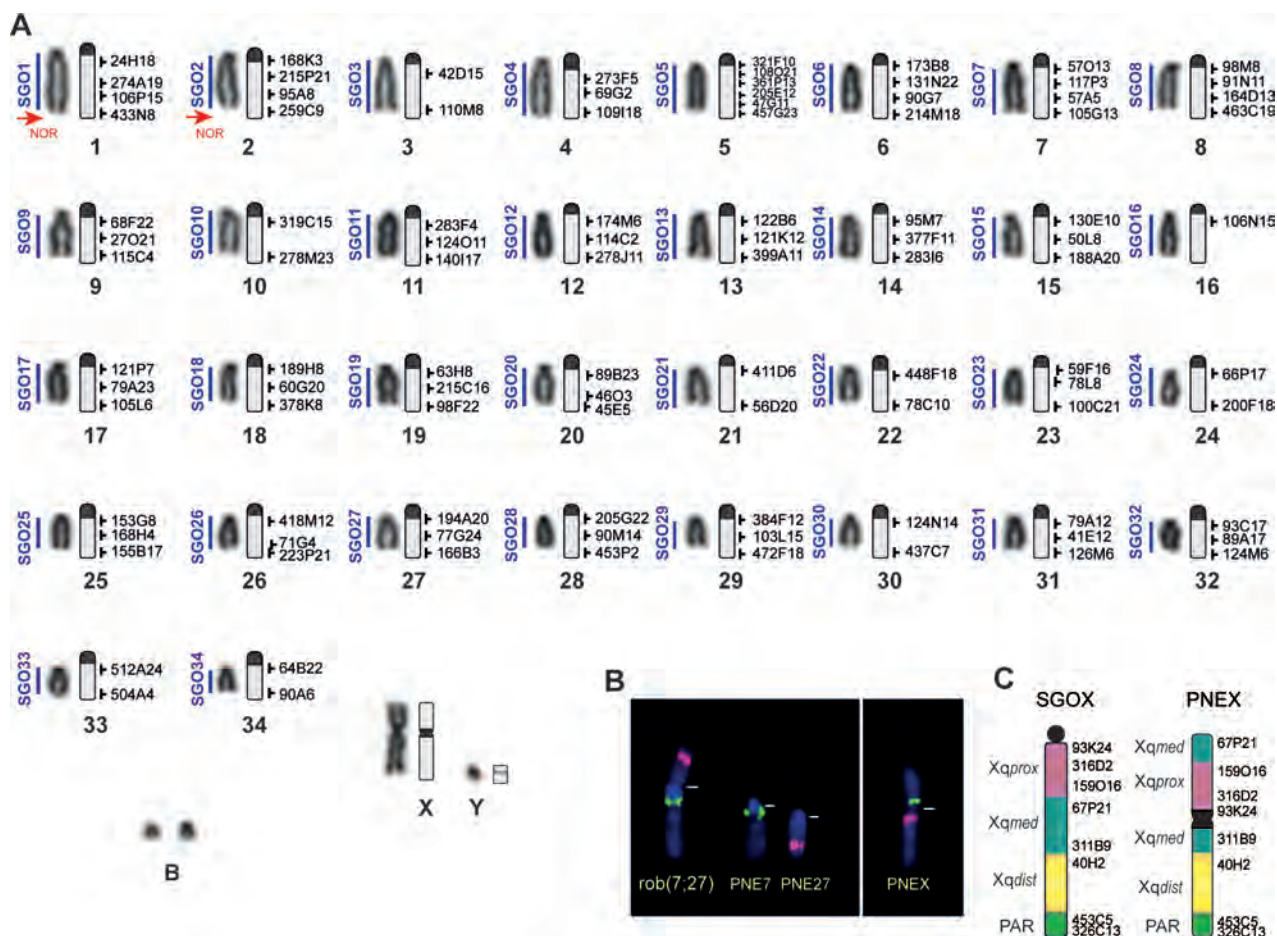 A
SGO1
24H18
274A19
106P15
433N8
NOR
1
SGO2
168K3
215P21
95A8
259C9
NOR
2
SGO3
42D15
110M8
3
SGO4
273F5
69G2
109I18
4
SGO5
321F10
108O21
361P13
205E12
47G11
457G23
5
SGO6
173B8
131N22
90G7
214M18
6
SGO7
57O13
117P3
57A5
105G13
7
SGO8
98M8
91N11
164D13
463C19
8
SGO9
68F22
27O21
115C4
9
SGO10
319C15
278M23
10
SGO11
283F4
124O11
140I17
11
SGO12
174M6
114C2
278J11
12
SGO13
122B6
121K12
399A11
13
SGO14
95M7
377F11
283I6
14
SGO15
130E10
50L8
188A20
15
SGO16
106N15
16
SGO17
121P7
79A23
105L6
17
SGO18
189H8
60G20
378K8
18
SGO19
63H8
215C16
98F22
19
SGO20
89B23
46O3
45E5
20
SGO21
411D6
56D20
21
SGO22
448F18
78C10
22
SGO23
59F16
78L8
100C21
23
SGO24
66P17
200F18
24
SGO25
153G8
168H4
155B17
25
SGO26
418M12
71G4
223P21
26
SGO27
194A20
77G24
166B3
27
SGO28
205G22
90M14
453P2
28
SGO29
384F12
103L15
472F18
29
SGO30
124N14
437C7
30
SGO31
79A12
41E12
126M6
31
SGO32
93C17
89A17
124M6
32
SGO33
512A24
504A4
33
SGO34
64B22
90A6
34
B
X
Y
B
rob(7;27)
PNE7
PNE27
PNEX
C
SGOX
Xqprox
Xqmed
Xqdist
PAR
93K24
316D2
159O16
67P21
311B9
40H2
453C5
326C13
PNEX
Xqmed
Xqprox
Xqmed
Xqdist
PAR
67P21
159O16
316D2
93K24
311B9
40H2
453C5
326C13